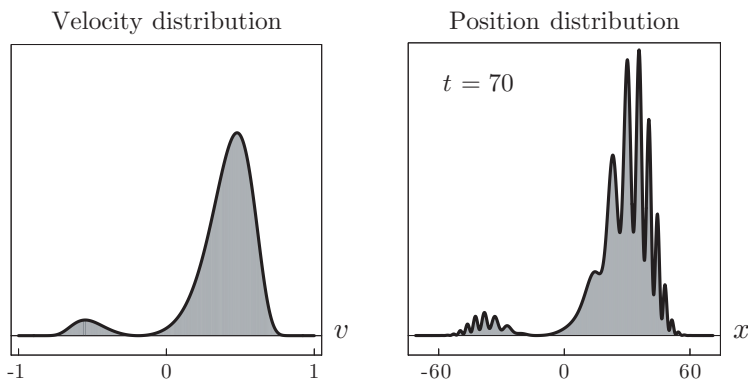 Velocity distribution
-1 0 1
v
Position distribution
t = 70
-60 0 60
x